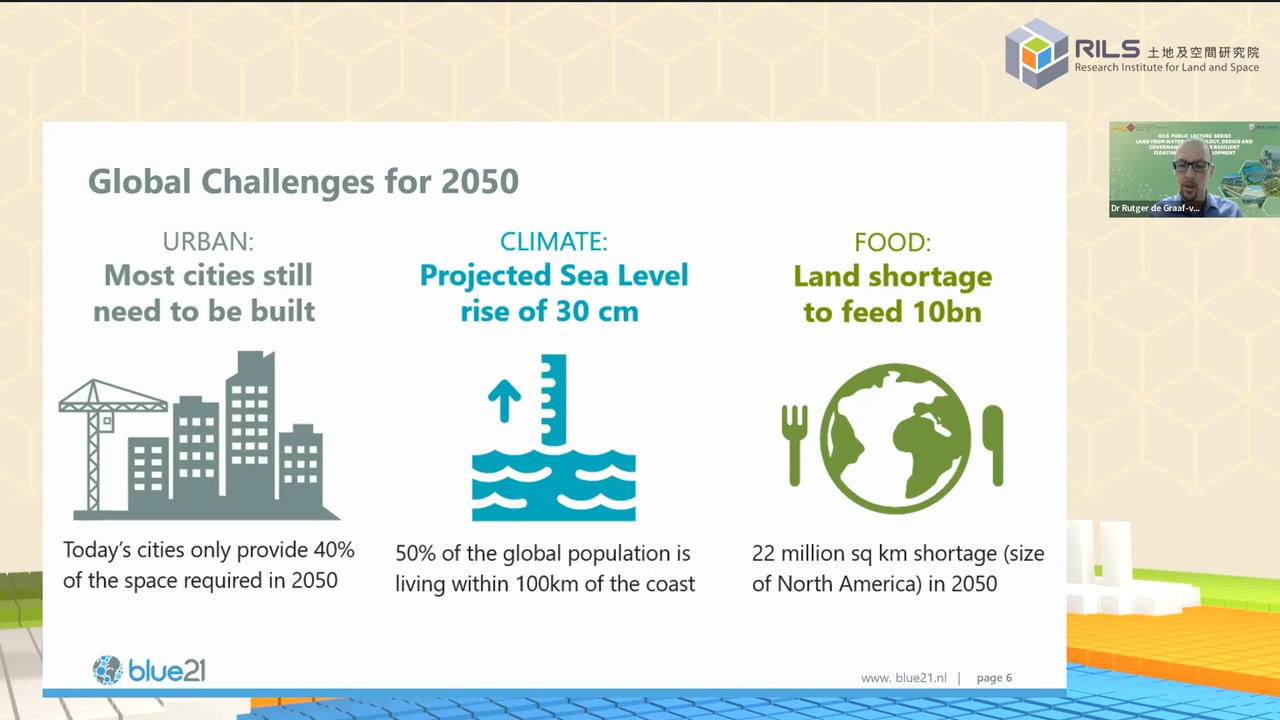 RILS 土地及空間研究院
Research Institute for Land and Space
RILS PUBLIC LECTURE SERIES
Dr Rutger de Graaf-v...
Global Challenges for 2050
URBAN:
Most cities still
need to be built
Today's cities only provide 40%
of the space required in 2050
CLIMATE:
Projected Sea Level
rise of 30 cm
50% of the global population is
living within 100km of the coast
FOOD:
Land shortage
to feed 10bn
22 million sq km shortage (size
of North America) in 2050
blue21
www. blue21.nl | page 6